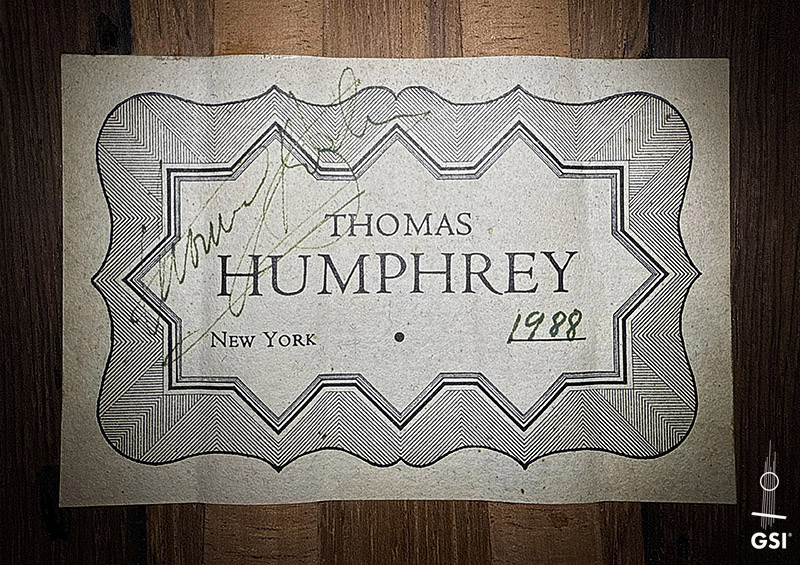 THOMAS
HUMPHREY
NEW YORK
1988
GSI